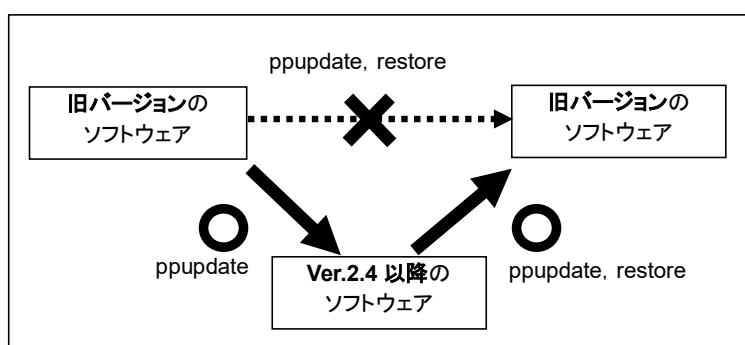 ppupdate, restore
旧バージョンの
ソフトウェア
旧バージョンの
ソフトウェア
ppupdate
Ver.2.4 以降の
ソフトウェア
ppupdate, restore